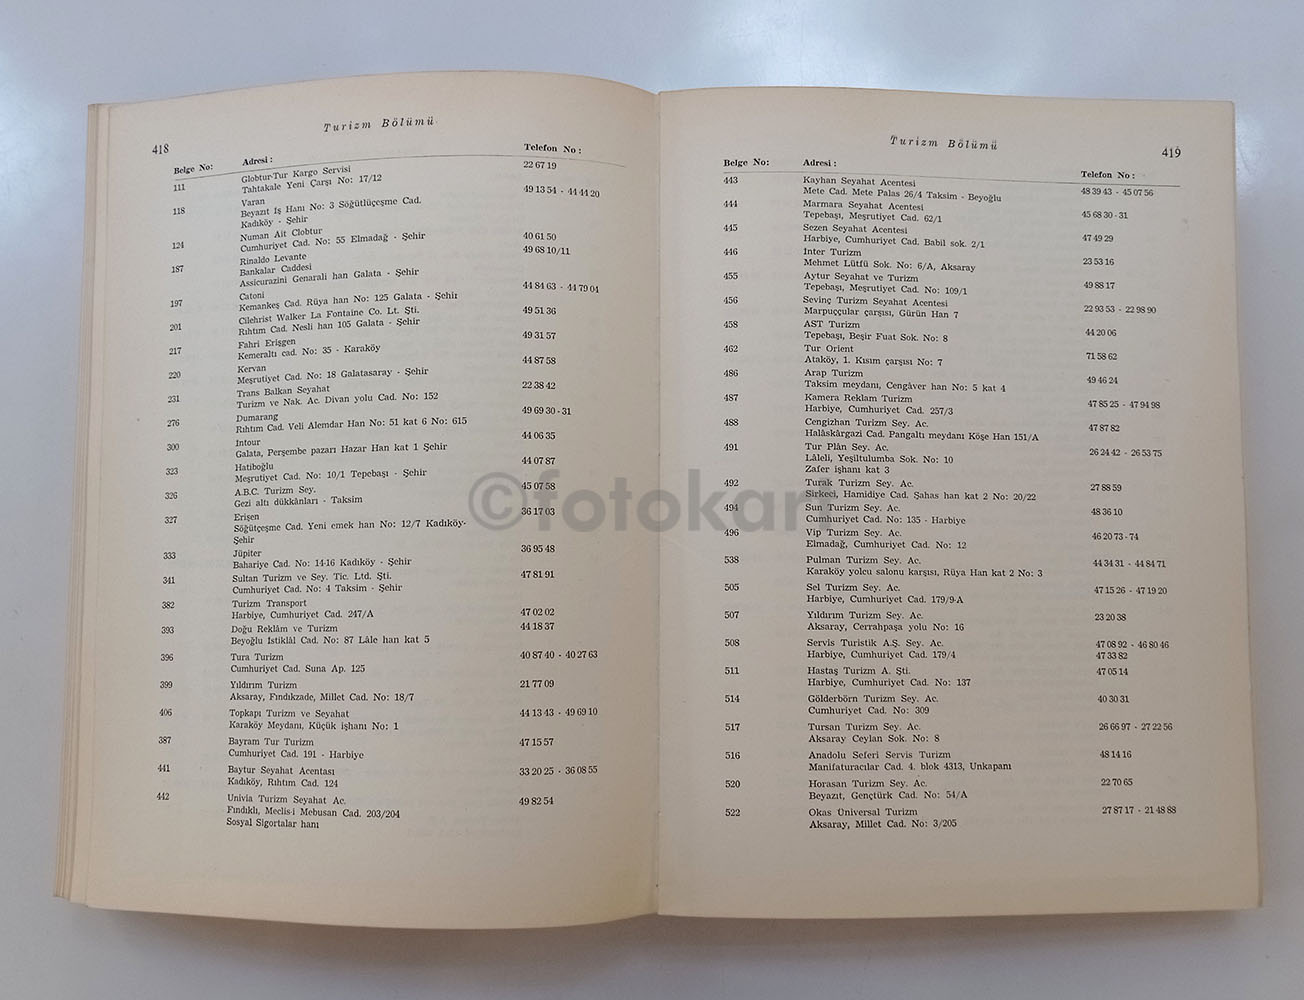 418
Turizm Bölümü
Belge No: Adresi : Telefon No :
111 Globtur-Tur Kargo Servisi 22 67 19
Tahtakale Yeni Çarşı No: 17/12
118 Varan 49 13 54 - 44 44 20
Beyazıt İş Hanı No: 3 Söğütlüçeşme Cad.
Kadıköy - Şehir
124 Numan Ait Clobtur 40 61 50
Cumhuriyet Cad. No: 55 Elmadağ - Şehir
187 Rinaldo Levante 49 68 10/11
Bankalar Caddesi
Assicurazini Genarali han Galata - Şehir
197 Catoni 44 84 63 - 44 79 04
Kemankeş Cad. Rüya han No: 125 Galata - Şehir
201 Cilehrist Walker La Fontaine Co. Lt. Şti. 49 51 36
Rıhtım Cad. Nesli han 105 Galata - Şehir
217 Fahri Erişgen 49 31 57
Kemeraltı cad. No: 35 - Karaköy
220 Kervan 44 87 58
Meşrutiyet Cad. No: 18 Galatasaray - Şehir
231 Trans Balkan Seyahat 22 38 42
Turizm ve Nak. Ac. Divan yolu Cad. No: 152
276 Dumarang 49 69 30 - 31
Rıhtım Cad. Veli Alemdar Han No: 51 kat 6 No: 615
300 İntour 44 06 35
Galata, Perşembe pazarı Hazar Han kat 1 Şehir
323 Hatiboğlu 44 07 87
Meşrutiyet Cad. No: 10/1 Tepebaşı - Şehir
326 A.B.C. Turizm Sey. 45 07 58
Gezi altı dükkânları - Taksim
327 Erişen 36 17 03
Söğütçeşme Cad. Yeni emek han No: 12/7 Kadıköy-
Şehir
333 Jüpiter 36 95 48
Bahariye Cad. No: 14-16 Kadıköy - Şehir
341 Sultan Turizm ve Sey. Tic. Ltd. Şti. 47 81 91
Cumhuriyet Cad. No: 4 Taksim - Şehir
382 Turizm Transport 47 02 02
Harbiye, Cumhuriyet Cad. 247/A
393 Doğu Reklâm ve Turizm 44 18 37
Beyoğlu İstiklâl Cad. No: 87 Lâle han kat 5
396 Tura Turizm 40 87 40 - 40 27 63
Cumhuriyet Cad. Suna Ap. 125
399 Yıldırım Turizm 21 77 09
Aksaray, Fındıkzade, Millet Cad. No: 18/7
406 Topkapı Turizm ve Seyahat 44 13 43 - 49 69 10
Karaköy Meydanı, Küçük işhanı No: 1
387 Bayram Tur Turizm 47 15 57
Cumhuriyet Cad. 191 - Harbiye
441 Baytur Seyahat Acentası 33 20 25 - 36 08 55
Kadıköy, Rıhtım Cad. 124
442 Univia Turizm Seyahat Ac. 49 82 54
Fındıklı, Meclis-i Mebusan Cad. 203/204
Sosyal Sigortalar hanı
Turizm Bölümü
419
Belge No: Adresi : Telefon No :
443 Kayhan Seyahat Acentesi 48 39 43 - 45 07 56
Mete Cad. Mete Palas 26/4 Taksim - Beyoğlu
444 Marmara Seyahat Acentesi 45 68 30 - 31
Tepebaşı, Meşrutiyet Cad. 62/1
445 Sezen Seyahat Acentesi 47 49 29
Harbiye, Cumhuriyet Cad. Babil sok. 2/1
446 İnter Turizm 23 53 16
Mehmet Lütfü Sok. No: 6/A, Aksaray
455 Aytur Seyahat ve Turizm 49 88 17
Tepebaşı, Meşrutiyet Cad. No: 109/1
456 Sevinç Turizm Seyahat Acentesi 22 93 53 - 22 98 90
Marpuççular çarşısı, Gürün Han 7
458 AST Turizm 44 20 06
Tepebaşı, Beşir Fuat Sok. No: 8
462 Tur Orient 71 58 62
Ataköy, 1. Kısım çarşısı No: 7
486 Arap Turizm 49 46 24
Taksim meydanı, Cengâver han No: 5 kat 4
487 Kamera Reklam Turizm 47 85 25 - 47 94 98
Harbiye, Cumhuriyet Cad. 257/3
488 Cengizhan Turizm Sey. Ac. 47 87 82
Halâskârgazi Cad. Pangaltı meydanı Köşe Han 151/A
491 Tur Plân Sey. Ac. 26 24 42 - 26 53 75
Lâleli, Yeşiltulumba Sok. No: 10
Zafer işhanı kat 3
492 Turak Turizm Sey. Ac. 27 88 59
Sirkeci, Hamidiye Cad. Şahas han kat 2 No: 20/22
494 Sun Turizm Sey. Ac. 48 36 10
Cumhuriyet Cad. No: 135 - Harbiye
496 Vip Turizm Sey. Ac. 46 20 73 - 74
Elmadağ, Cumhuriyet Cad. No: 12
538 Pulman Turizm Sey. Ac. 44 34 31 - 44 84 71
Karaköy yolcu salonu karşısı, Rüya Han kat 2 No: 3
505 Sel Turizm Sey. Ac. 47 15 26 - 47 19 20
Harbiye, Cumhuriyet Cad. 179/9-A
507 Yıldırım Turizm Sey. Ac. 23 20 38
Aksaray, Cerrahpaşa yolu No: 16
508 Servis Turistik A.Ş. Sey. Ac. 47 08 92 - 46 80 46
Harbiye, Cumhuriyet Cad. 179/4 47 33 82
511 Hastaş Turizm A. Şti. 47 05 14
Harbiye, Cumhuriyet Cad. No: 137
514 Gölderbörn Turizm Sey. Ac. 40 30 31
Cumhuriyet Cad. No: 309
517 Tursan Turizm Sey. Ac. 26 66 97 - 27 22 56
Aksaray Ceylan Sok. No: 8
516 Anadolu Seferi Servis Turizm 48 14 16
Manifaturacılar Cad. 4. blok 4313, Unkapanı
520 Horasan Turizm Sey. Ac. 22 70 65
Beyazıt, Gençtürk Cad. No: 54/A
522 Okas Üniversal Turizm 27 87 17 - 21 48 88
Aksaray, Millet Cad. No: 3/205
©fotokart